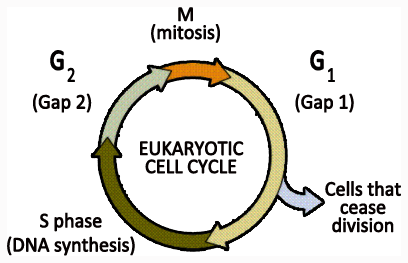 M
(mitosis)
G2
(Gap 2)
G1
(Gap 1)
EUKARYOTIC
CELL CYCLE
Cells that
cease
division
S phase
(DNA synthesis)